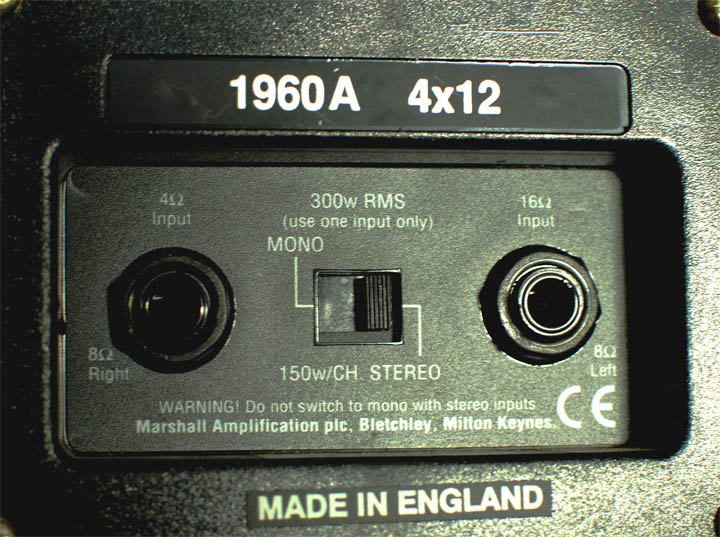 1960A 4x12
4Ω
Input
300w RMS
(use one input only)
16Ω
Input
MONO
8Ω
Right
150w/CH. STEREO
8Ω
Left
WARNING! Do not switch to mono with stereo inputs
Marshall Amplification plc, Bletchley, Milton Keynes.
CE
MADE IN ENGLAND